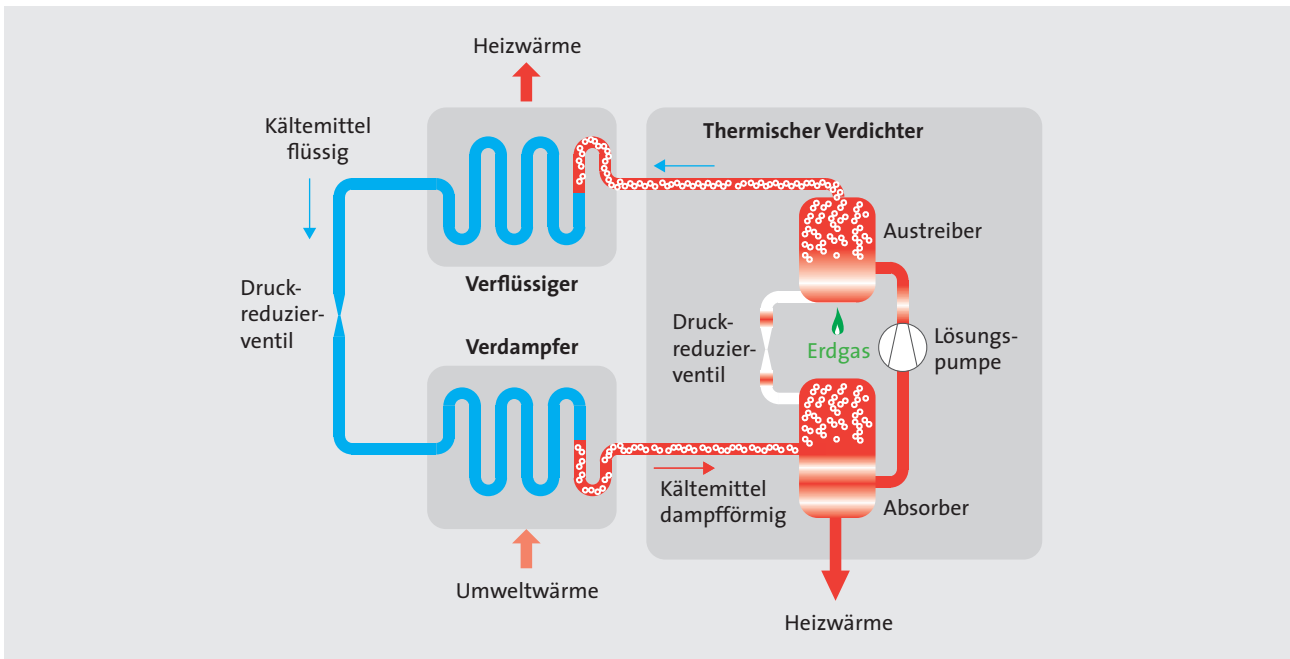 Heizwärme
Kältemittel
flüssig
Thermischer Verdichter
Austreiber
Verflüssiger
Druck-
reduzier-
ventil
Druck-
reduzier-
ventil
Erdgas
Lösungs-
pumpe
Verdampfer
Kältemittel
dampfförmig
Absorber
Umweltwärme
Heizwärme